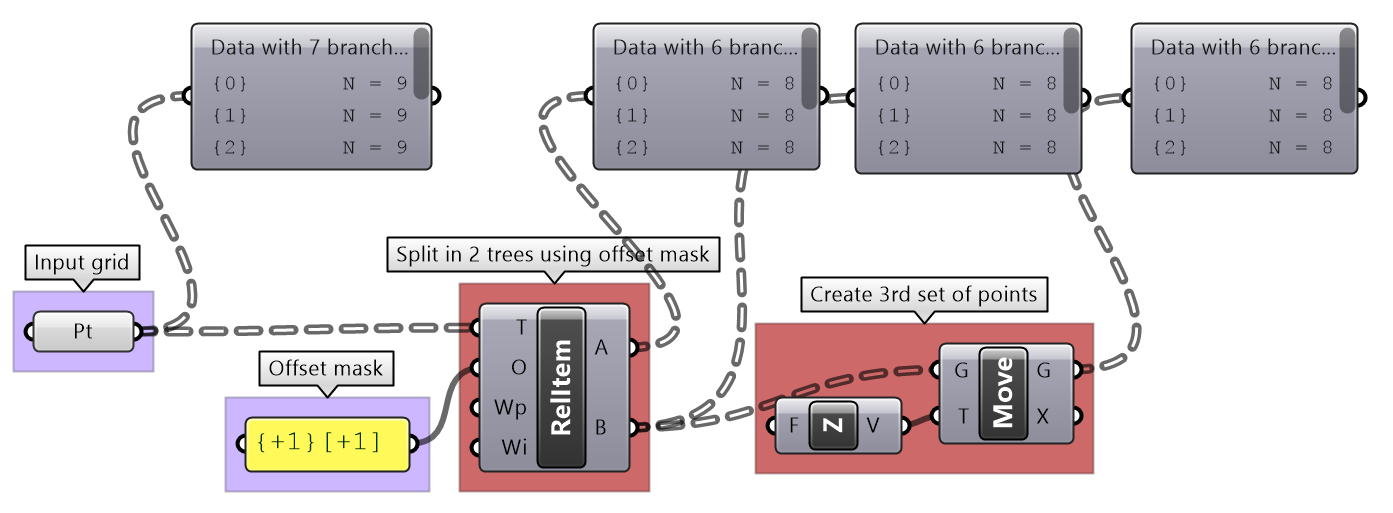 Data with 7 branch...
{0} N = 9
{1} N = 9
{2} N = 9
Data with 6 branc...
{0} N = 8
{1} N = 8
{2} N = 8
Data with 6 branc...
{0} N = 8
{1} N = 8
{2} N = 8
Data with 6 branc...
{0} N = 8
{1} N = 8
{2} N = 8
Input grid
Pt
Offset mask
{+1}[+1]
Split in 2 trees using offset mask
T
O
Wp
Wi
RelItem
A
B
Create 3rd set of points
F
Z
V
G
T
Move
G
X